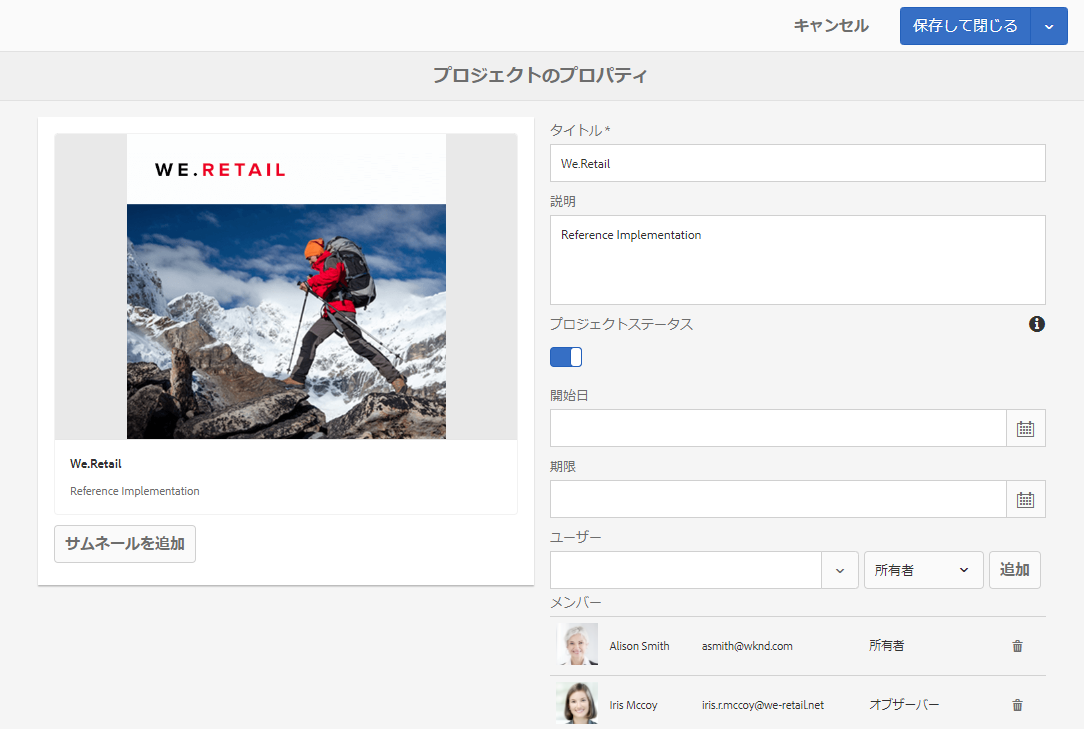 キャンセル
保存して閉じる
プロジェクトのプロパティ
WE.RETAIL
We.Retail
Reference Implementation
サムネールを追加
タイトル*
We.Retail
説明
Reference Implementation
プロジェクトステータス
開始日
期限
ユーザー
所有者
追加
メンバー
Alison Smith asmith@wknd.com 所有者
Iris Mccoy iris.r.mccoy@we-retail.net オブザーバー